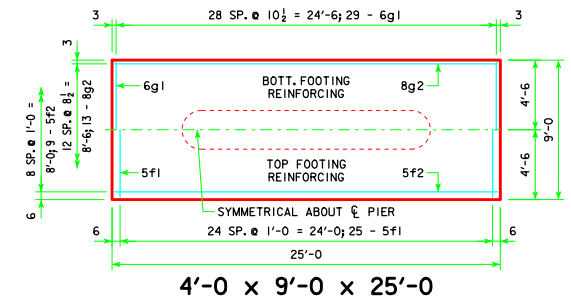 3
28 SP. @ 10½ = 24'-6; 29 - 6g1
3
3
6g1
BOTT. FOOTING
REINFORCING
8g2
8 SP. @ 1'-0 =
8'-0; 9 - 5f2
12 SP. @ 8½ =
8'-6; 13 - 8g2
4'-6
9'-0
4'-6
5f1
TOP FOOTING
REINFORCING
5f2
6
SYMMETRICAL ABOUT ℄ PIER
6
24 SP. @ 1'-0 = 24'-0; 25 - 5f1
6
25'-0
4'-0 x 9'-0 x 25'-0